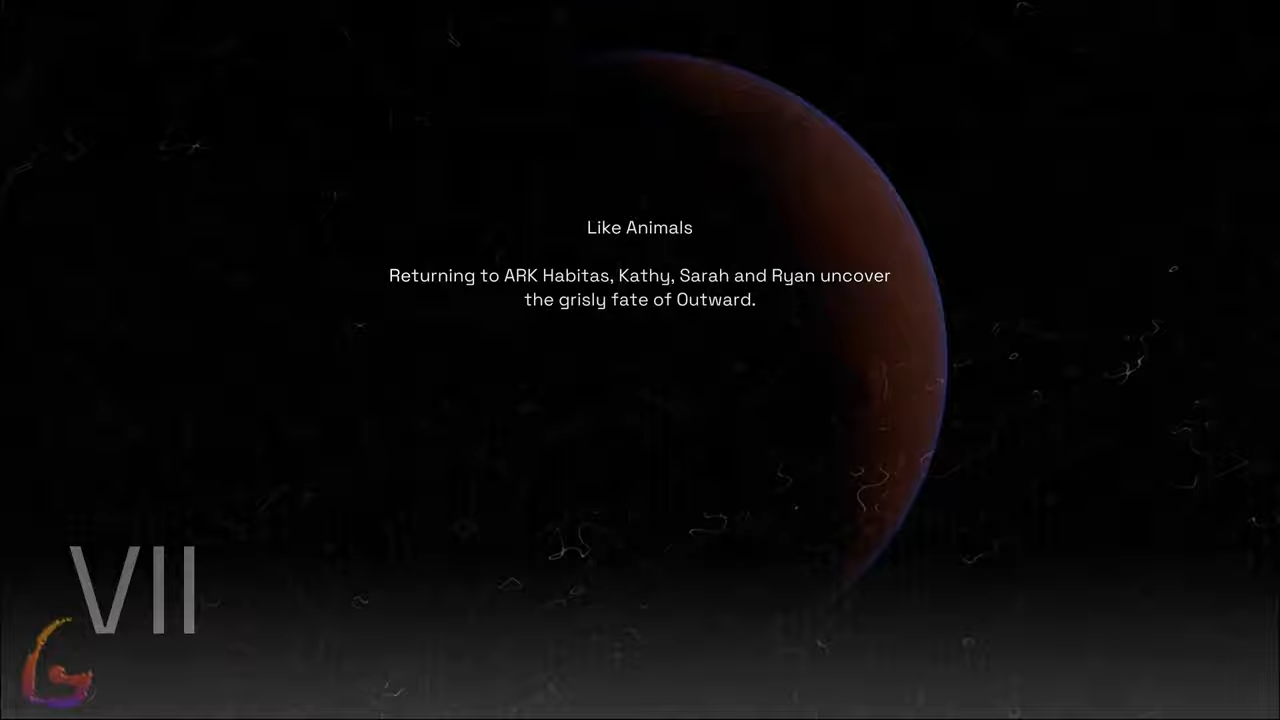 Like Animals
Returning to ARK Habitas, Kathy, Sarah and Ryan uncover
the grisly fate of Outward.
VII
G